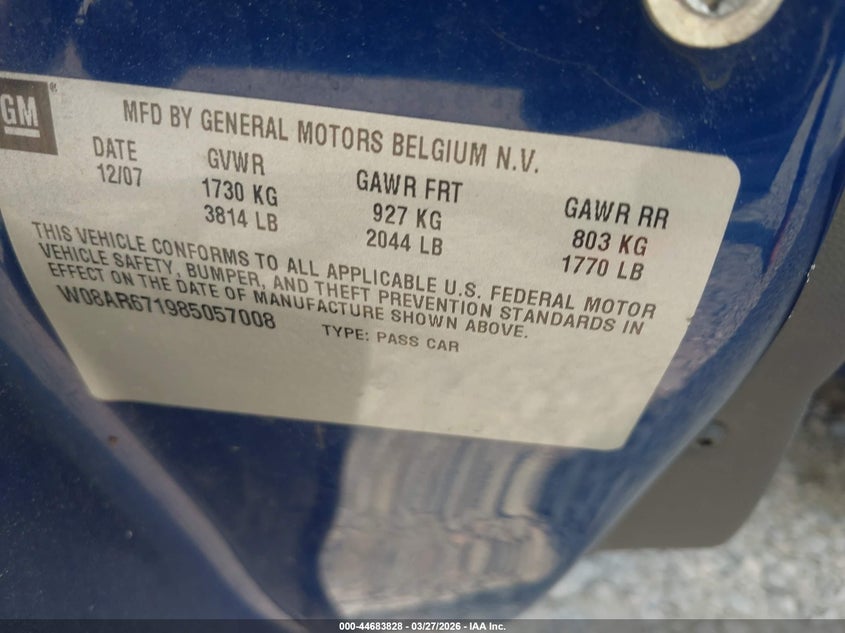 GM®
MFD BY GENERAL MOTORS BELGIUM N.V.
DATE GVWR GAWR FRT GAWR RR
12/07 1730 KG 927 KG 803 KG
3814 LB 2044 LB 1770 LB
THIS VEHICLE CONFORMS TO ALL APPLICABLE U.S. FEDERAL MOTOR
VEHICLE SAFETY, BUMPER, AND THEFT PREVENTION STANDARDS IN
EFFECT ON THE DATE OF MANUFACTURE SHOWN ABOVE.
W08AR671985057008 TYPE: PASS CAR
000-44683828 | 03/27/2026 - IAA Inc.